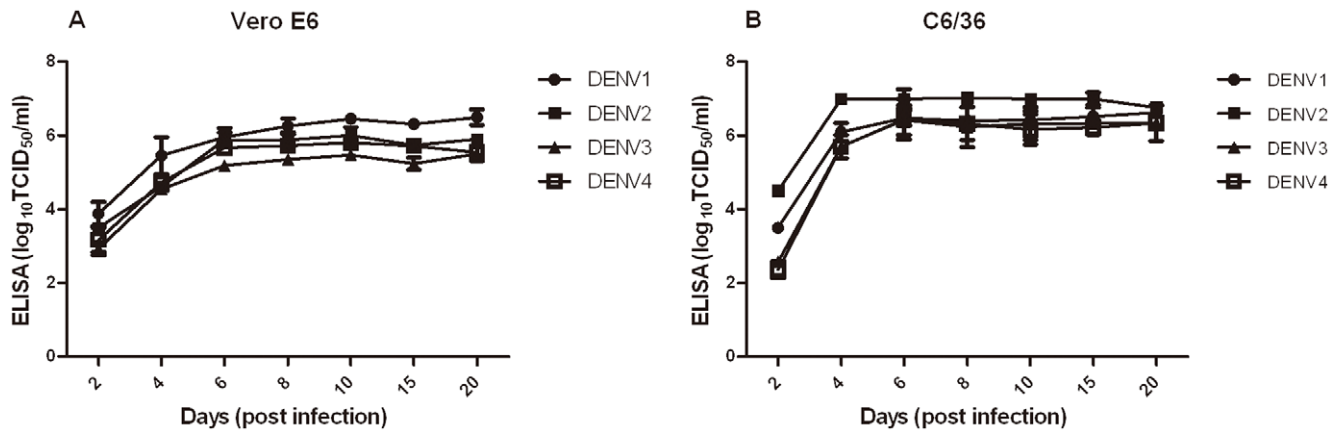 A
Vero E6
ELISA (log₁₀TCID₅₀/ml)
8
6
4
2
0
2
4
6
8
10
15
20
Days (post infection)
DENV1
DENV2
DENV3
DENV4
B
C6/36
ELISA (log₁₀TCID₅₀/ml)
8
6
4
2
0
2
4
6
8
10
15
20
Days (post infection)
DENV1
DENV2
DENV3
DENV4